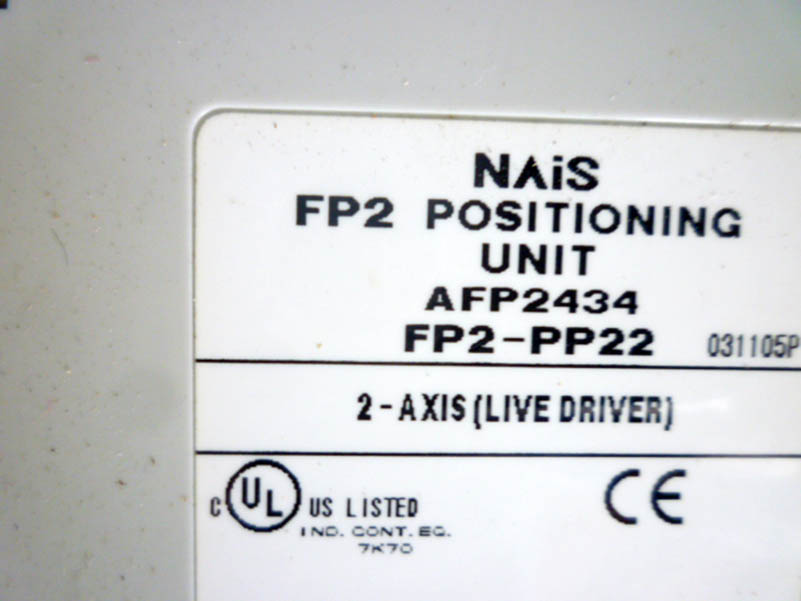 NAiS
FP2 POSITIONING
UNIT
AFP2434
FP2-PP22 031105P
2-AXIS (LIVE DRIVER)
C UL US LISTED CE
IND. CONT. EQ.
7K70